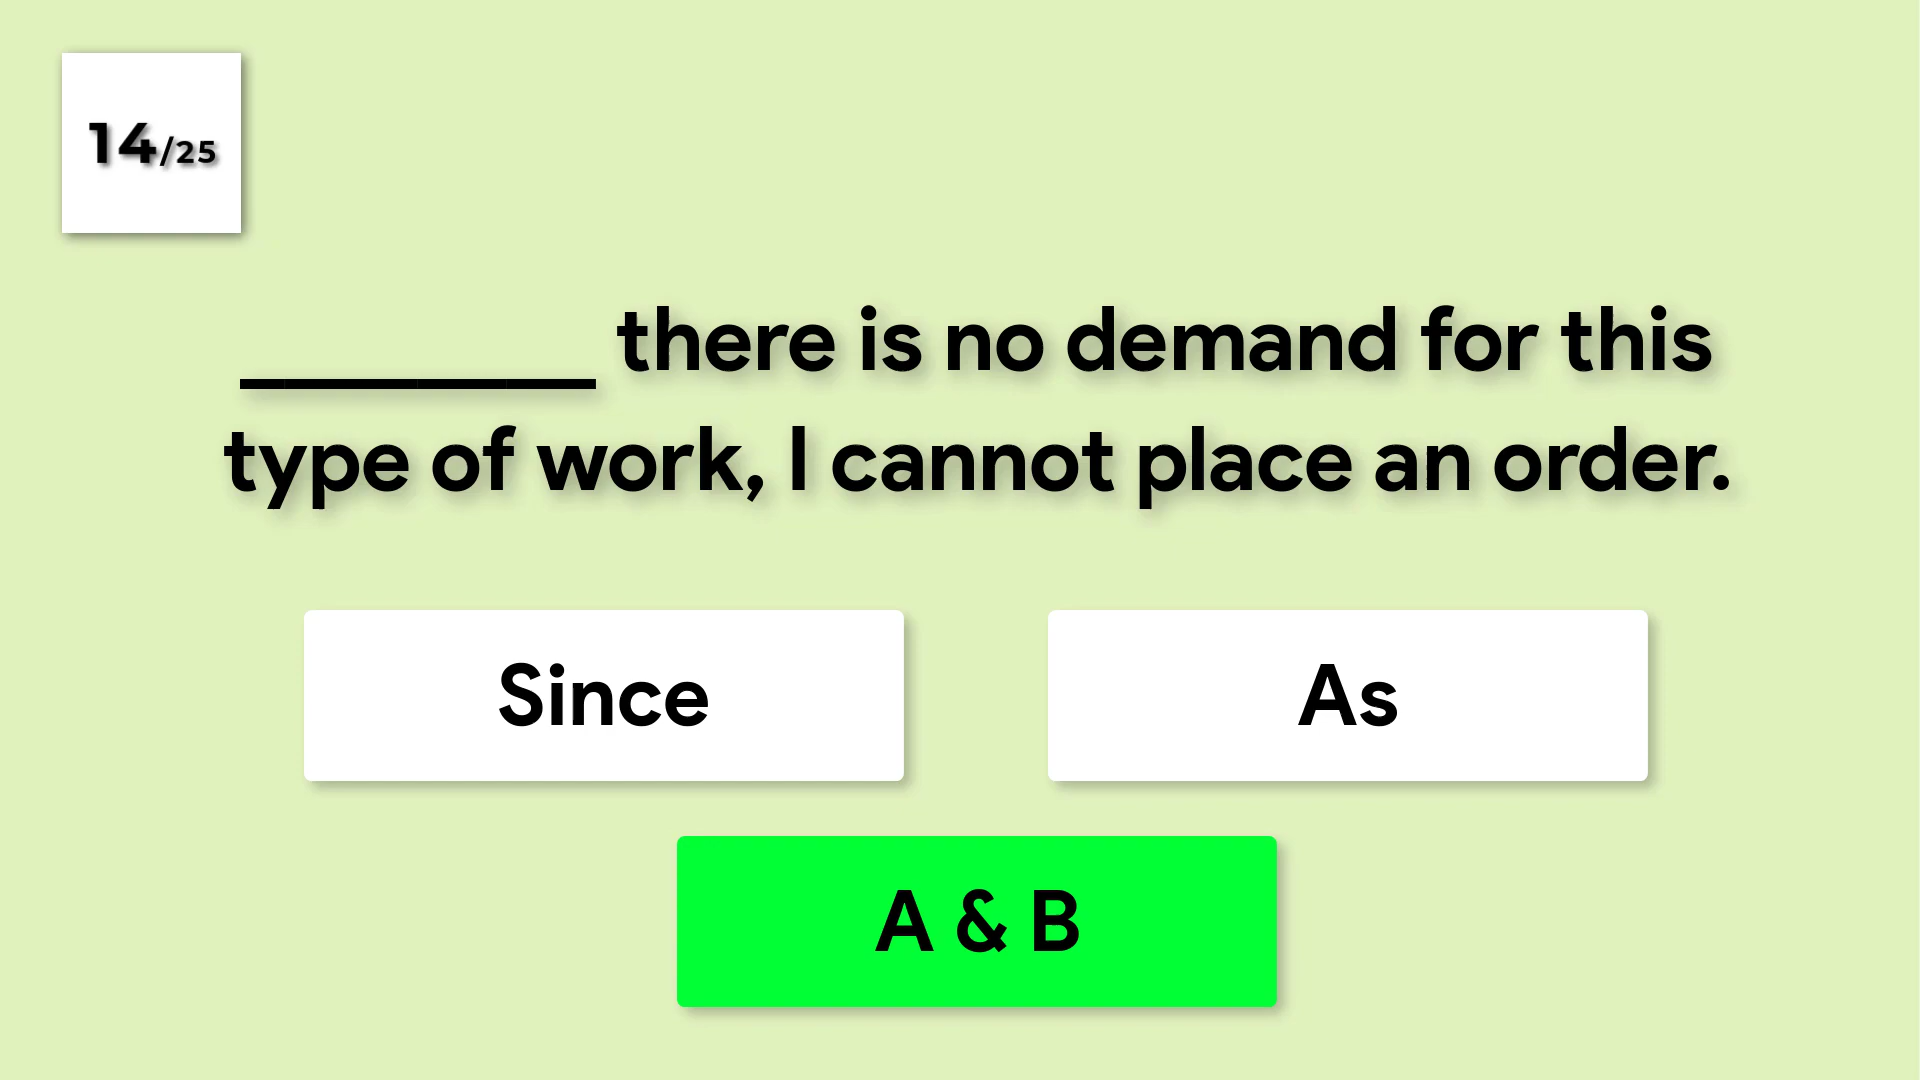 14/25
________ there is no demand for this
type of work, I cannot place an order.
Since
As
A & B